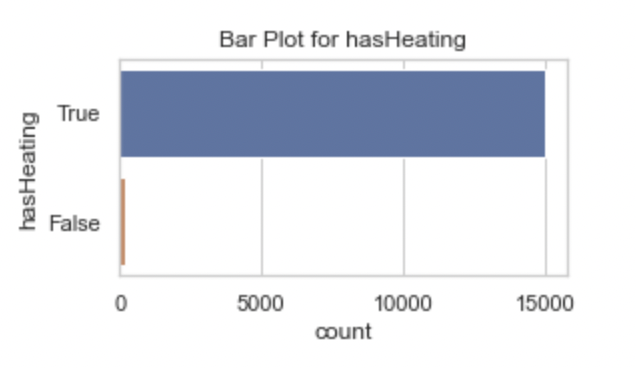 Bar Plot for hasHeating
hasHeating
True
False
0 5000 10000 15000
count